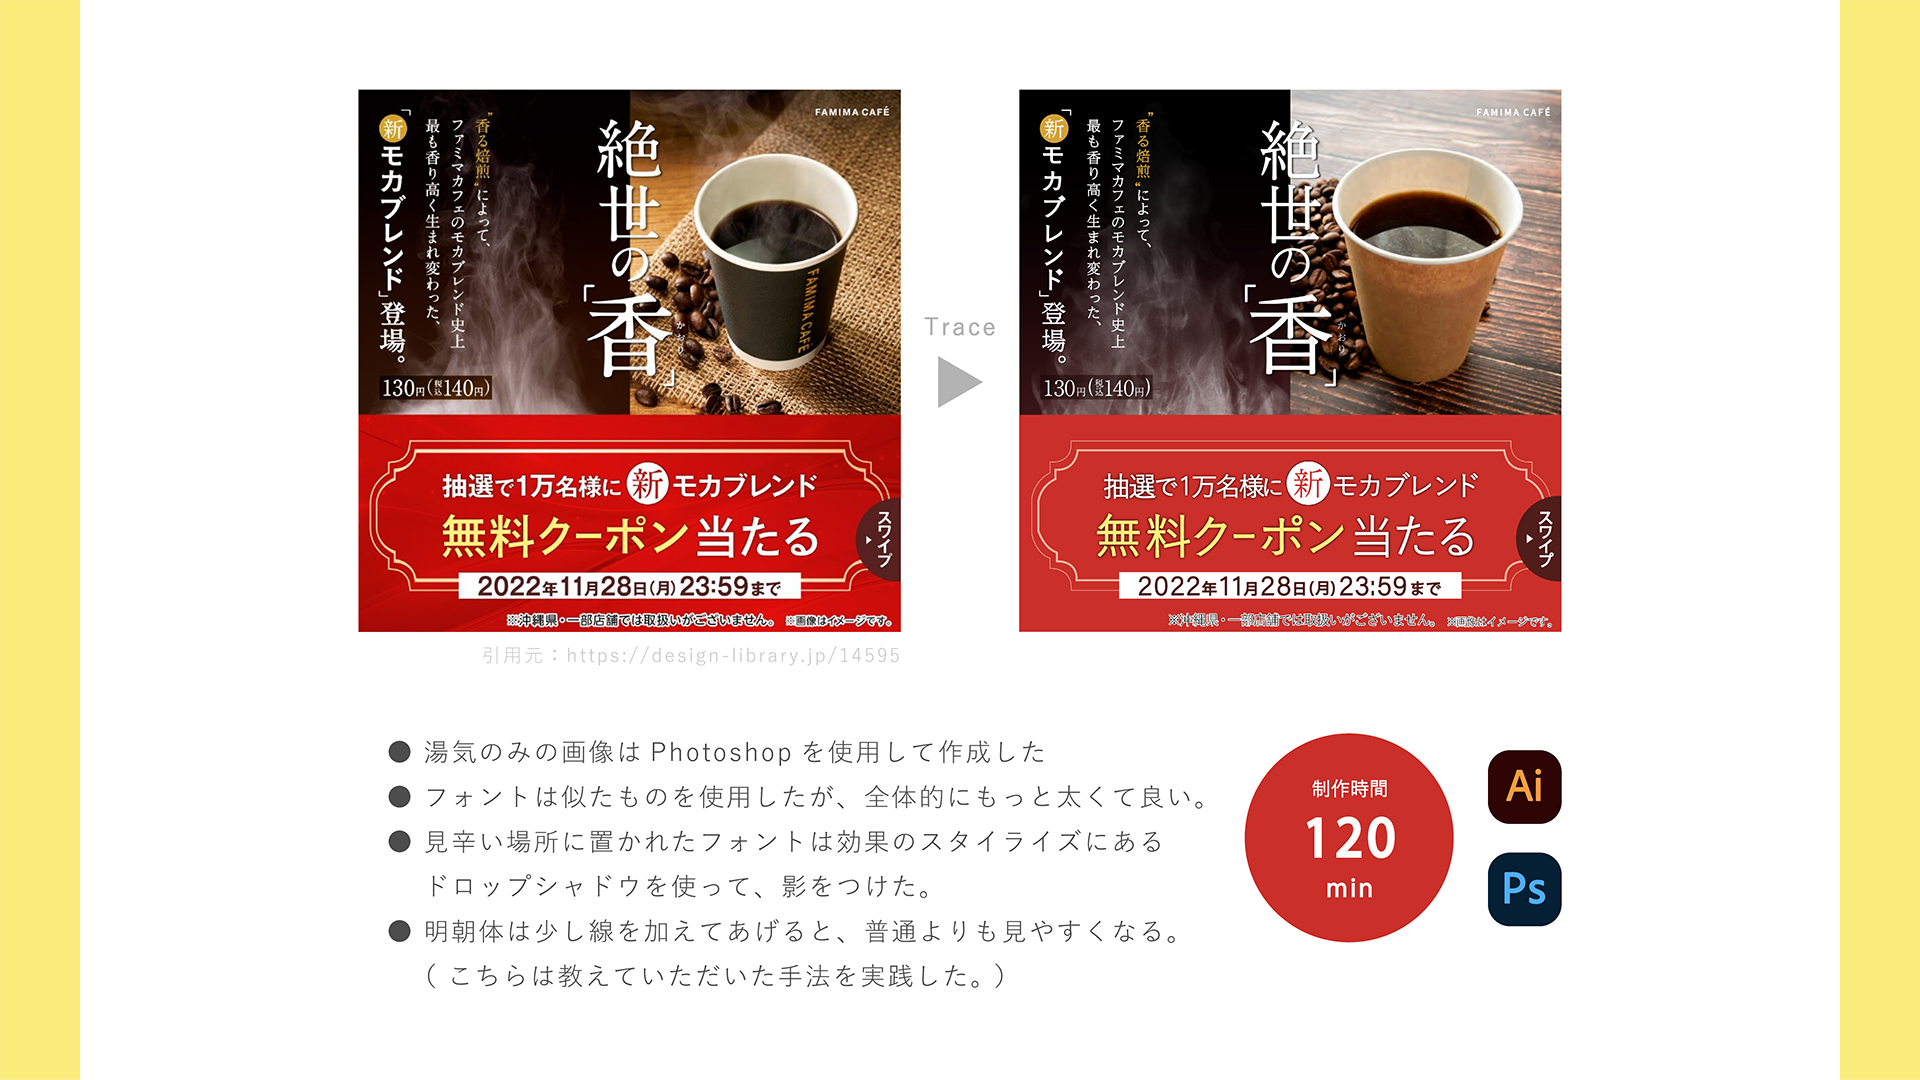 FAMIMA CAFÉ
絶世の
「香」
かおり
“香る焙煎”によって、
ファミマカフェのモカブレンド史上
最も香り高く生まれ変わった、
「新モカブレンド」登場。
130円(税込140円)
FAMIMA CAFÉ
抽選で1万名様に新モカブレンド
無料クーポン当たる
スワイプ
2022年11月28日(月)23:59まで
※沖縄県・一部店舗では取扱いがございません。 ※画像はイメージです。
引用元：https://design-library.jp/14595
Trace
FAMIMA CAFÉ
絶世の
「香」
かおり
“香る焙煎”によって、
ファミマカフェのモカブレンド史上
最も香り高く生まれ変わった、
「新モカブレンド」登場。
130円(税込140円)
抽選で1万名様に新モカブレンド
無料クーポン当たる
スワイプ
2022年11月28日(月)23:59まで
※沖縄県・一部店舗では取扱いがございません。 ※画像はイメージです。
● 湯気のみの画像は Photoshop を使用して作成した
● フォントは似たものを使用したが、全体的にもっと太くて良い。
● 見辛い場所に置かれたフォントは効果のスタイライズにある
ドロップシャドウを使って、影をつけた。
● 明朝体は少し線を加えてあげると、普通よりも見やすくなる。
（こちらは教えていただいた手法を実践した。）
制作時間
120
min
Ai
Ps